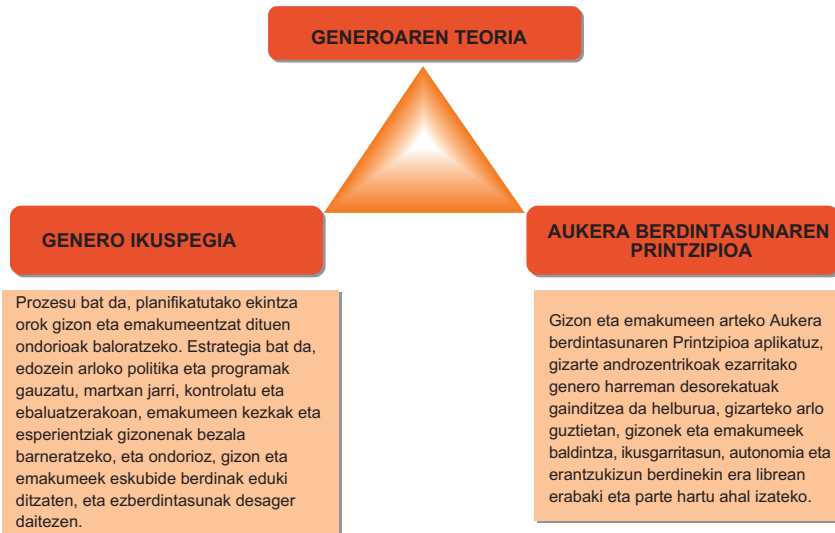 GENEROAREN TEORIA
GENERO IKUSPEGIA
Prozesu bat da, planifikatutako ekintza
orok gizon eta emakumeentzat dituen
ondorioak baloratzeko. Estrategia bat da,
edozein arloko politika eta programak
gauzatu, martxan jarri, kontrolatu eta
ebaluatzerakoan, emakumeen kezkak eta
esperientziak gizonenak bezala
barneratzeko, eta ondorioz, gizon eta
emakumeek eskubide berdinak eduki
ditzaten, eta ezberdintasunak desager
daitezen.
AUKERA BERDINTASUNAREN
PRINTZIPIOA
Gizon eta emakumeen arteko Aukera
berdintasunaren Printzipioa aplikatuz,
gizarte androzentrikoak ezarritako
genero harreman desorekatuak
gainditzea da helburua, gizarteko arlo
guztietan, gizonek eta emakumeek
baldintza, ikusgarritasun, autonomia eta
erantzukizun berdinekin era librean
erabaki eta parte hartu ahal izateko.